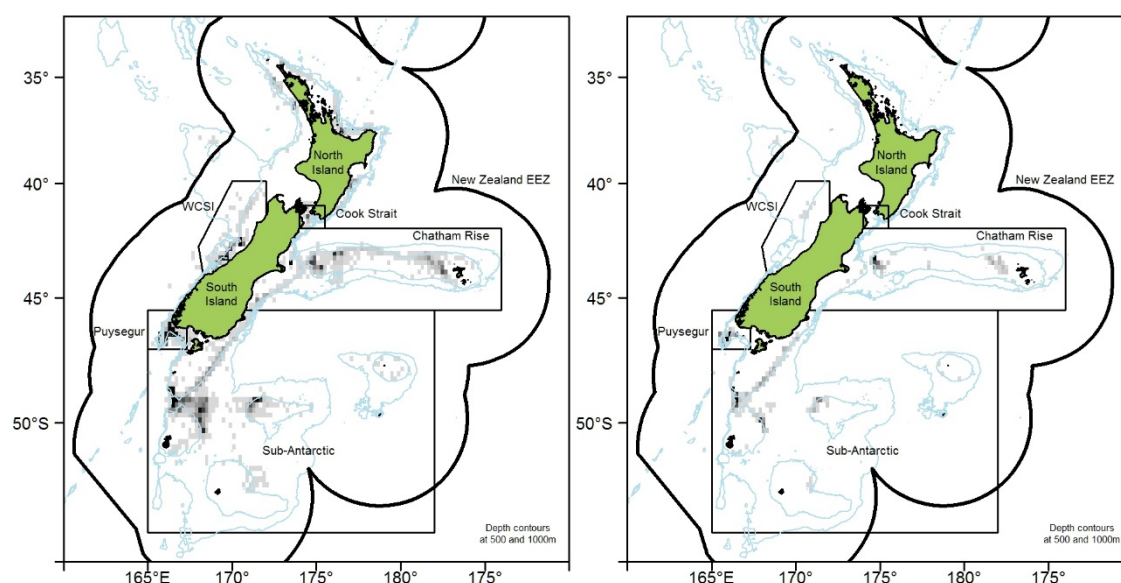 35°
40°
45°
50°S
165°E
170°
175°
180°
175°
North
Island
New Zealand EEZ
WCSI
Cook Strait
Chatham Rise
South
Island
Puysegur
Sub-Antarctic
Depth contours
at 500 and 1000m
35°
40°
45°
50°S
165°E
170°
175°
180°
175°
North
Island
New Zealand EEZ
WCSI
Cook Strait
Chatham Rise
South
Island
Puysegur
Sub-Antarctic
Depth contours
at 500 and 1000m